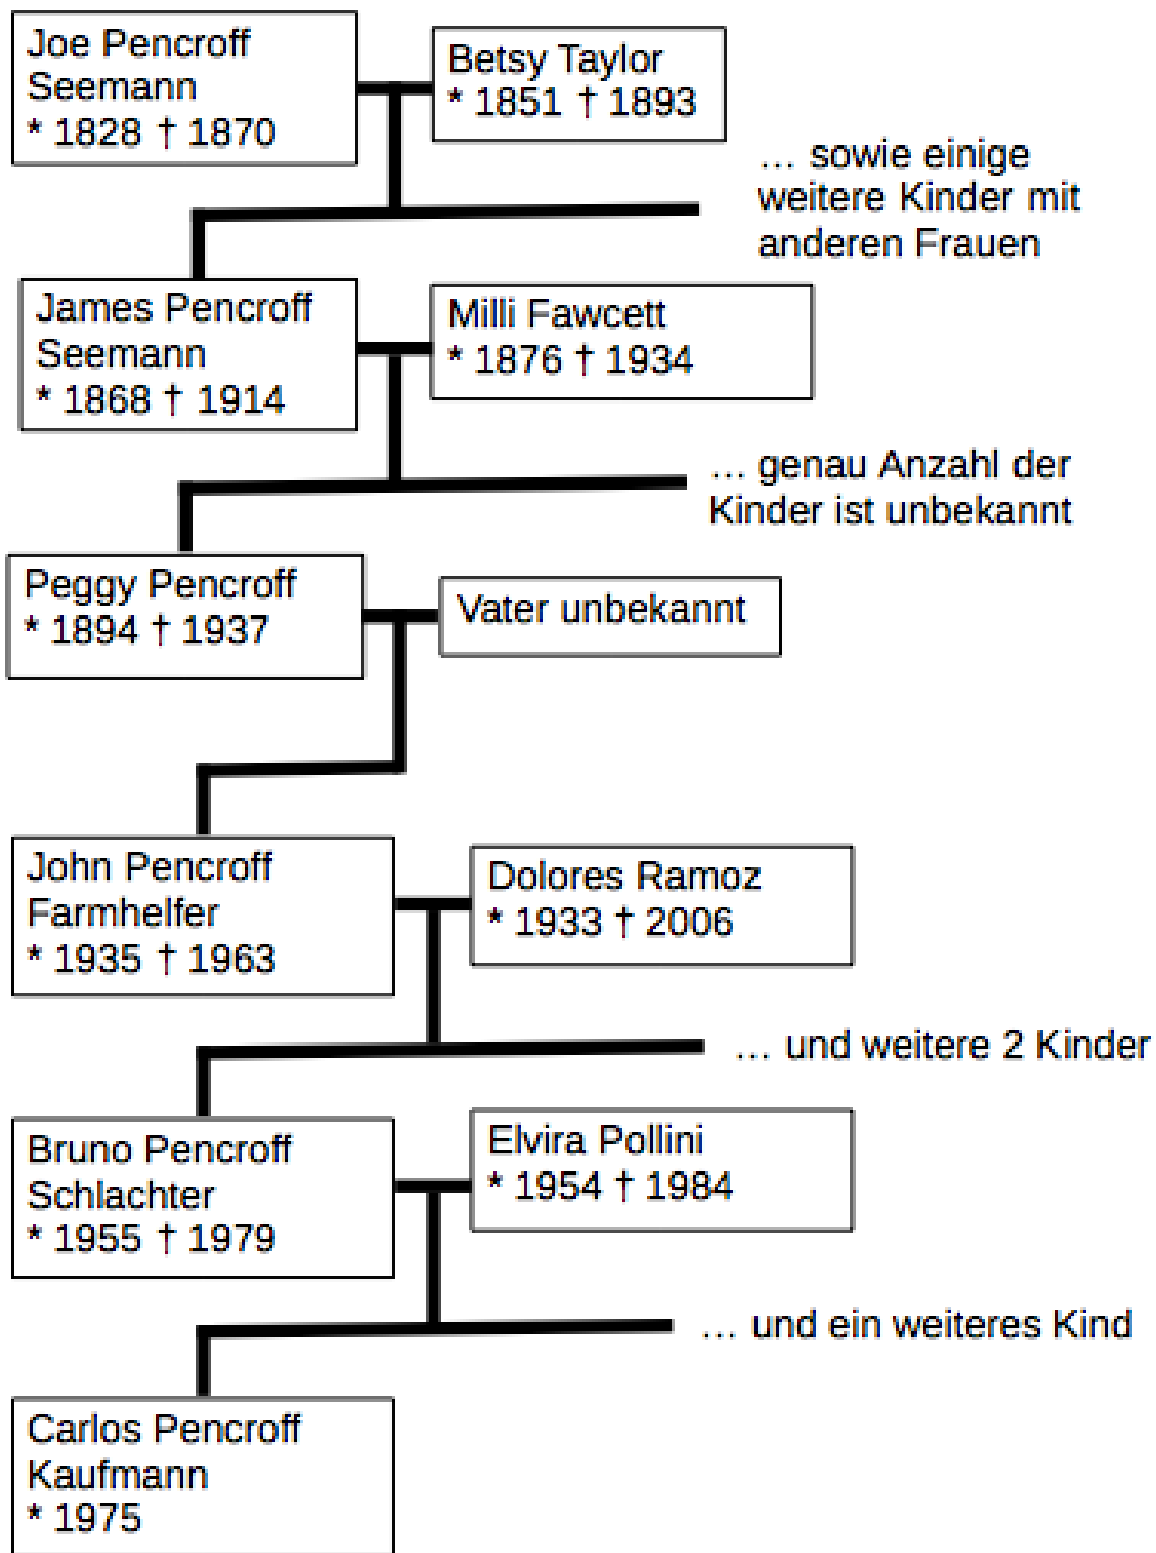 Joe Pencroff
Seemann
* 1828 † 1870
Betsy Taylor
* 1851 † 1893
... sowie einige
weitere Kinder mit
anderen Frauen
James Pencroff
Seemann
* 1868 † 1914
Milli Fawcett
* 1876 † 1934
... genau Anzahl der
Kinder ist unbekannt
Peggy Pencroff
* 1894 † 1937
Vater unbekannt
John Pencroff
Farmhelfer
* 1935 † 1963
Dolores Ramoz
* 1933 † 2006
... und weitere 2 Kinder
Bruno Pencroff
Schlachter
* 1955 † 1979
Elvira Pollini
* 1954 † 1984
... und ein weiteres Kind
Carlos Pencroff
Kaufmann
* 1975